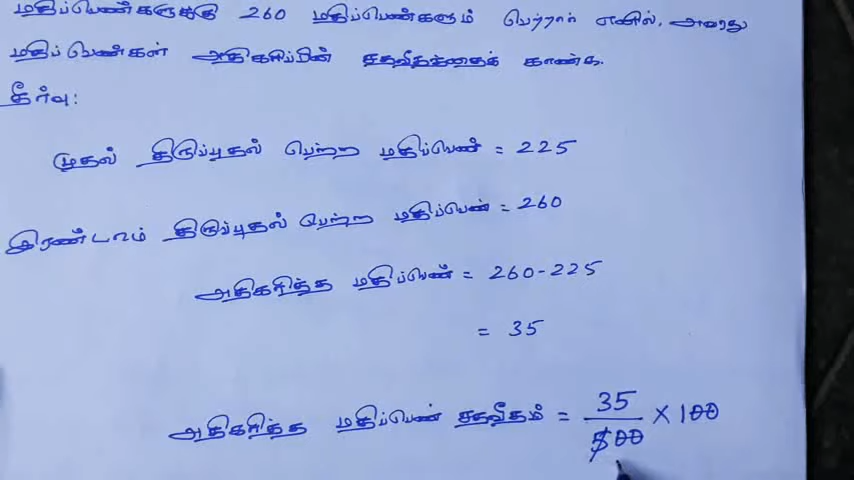 மதிப்பெண்களுக்கு 260 மதிப்பெண்களும் பெற்றார் எனில், அவரது
மதிப்பெண்கள் அதிகரிப்பின் சதவீதத்தைக் காண்க.
தீர்வு:
முதல் திருப்புதல் பெற்ற மதிப்பெண் = 225
இரண்டாம் திருப்புதல் பெற்ற மதிப்பெண் = 260
அதிகரித்த மதிப்பெண் = 260-225
= 35
அதிகரித்த மதிப்பெண் சதவீதம் = 35/500 × 100